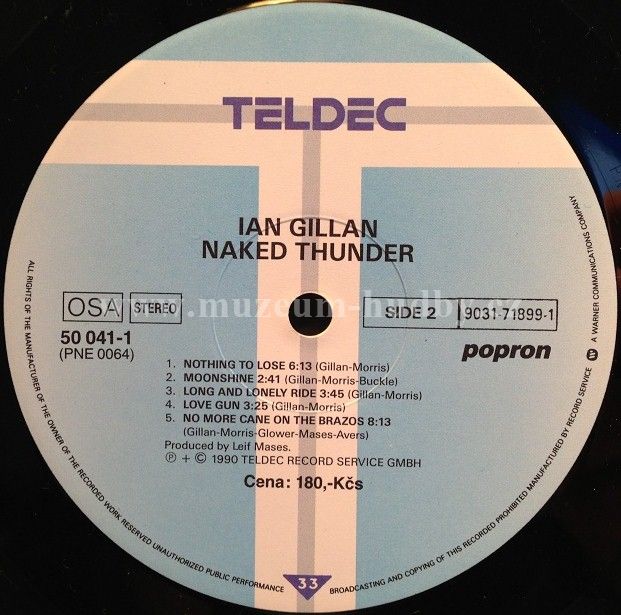 TELDEC
IAN GILLAN
NAKED THUNDER
www.muzeum-hudby.cz
OSA STEREO
SIDE 2 9031-71899-1
50 041-1
(PNE 0064)
popron
1. NOTHING TO LOSE 6:13 (Gillan-Morris)
2. MOONSHINE 2:41 (Gillan-Morris-Buckle)
3. LONG AND LONELY RIDE 3:45 (Gillan-Morris)
4. LOVE GUN 3:25 (Gillan-Morris)
5. NO MORE CANE ON THE BRAZOS 8:13
(Gillan-Morris-Glower-Mases-Avers)
Produced by Leif Mases.
℗ + © 1990 TELDEC RECORD SERVICE GMBH
Cena: 180,-Kčs
ALL RIGHTS OF THE MANUFACTURER OF THE OWNER OF THE RECORDED WORK RESERVED UNAUTHORIZED PUBLIC PERFORMANCE
33
BROADCASTING AND COPYING OF THIS RECORD PROHIBITED MANUFACTURED BY RECORD SERVICE W A WARNER COMMUNICATIONS COMPANY